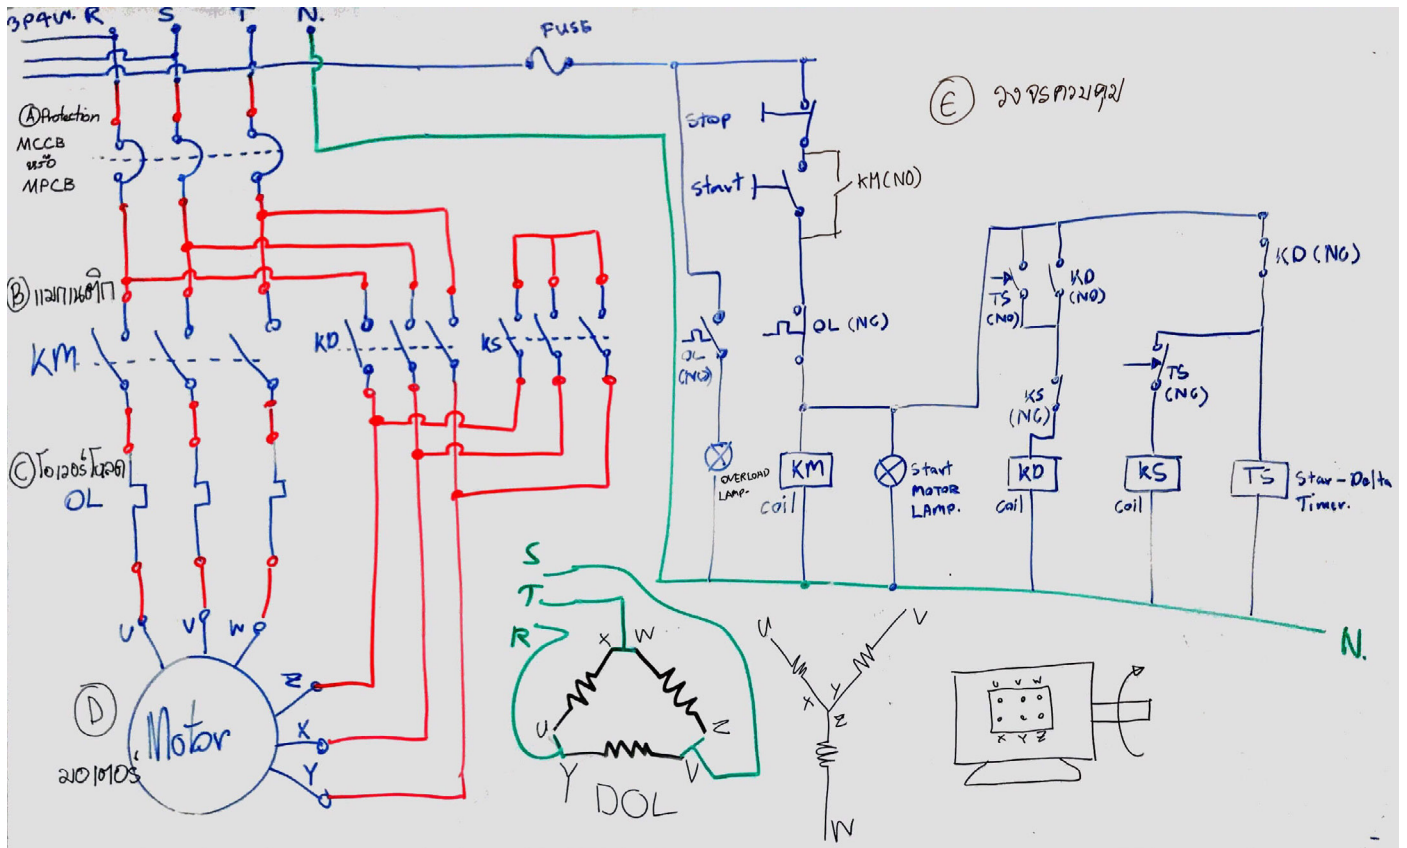 3P4W. R S T N.
FUSE
Ⓐ Protection
MCCB
หรือ
MPCB
Stop
Start
KM(NO)
Ⓔ วงจรควบคุม
Ⓑ แมกเนติก
KM
KD
KS
OL
(NO)
OL (NC)
TS
(NO)
KD
(NO)
KD (NC)
KS
(NC)
TS
(NC)
Ⓒ โอเวอร์โหลด
OL
OVERLOAD
LAMP.
KM
coil
Start
MOTOR
LAMP.
KD
coil
KS
coil
TS
Star-Delta
Timer.
N.
U V W
Z
X
Y
Ⓓ
Motor
มอเตอร์
S
T
R
X W
U Z
Y V
DOL
U V
X Y
Z
W
U V W
X Y Z